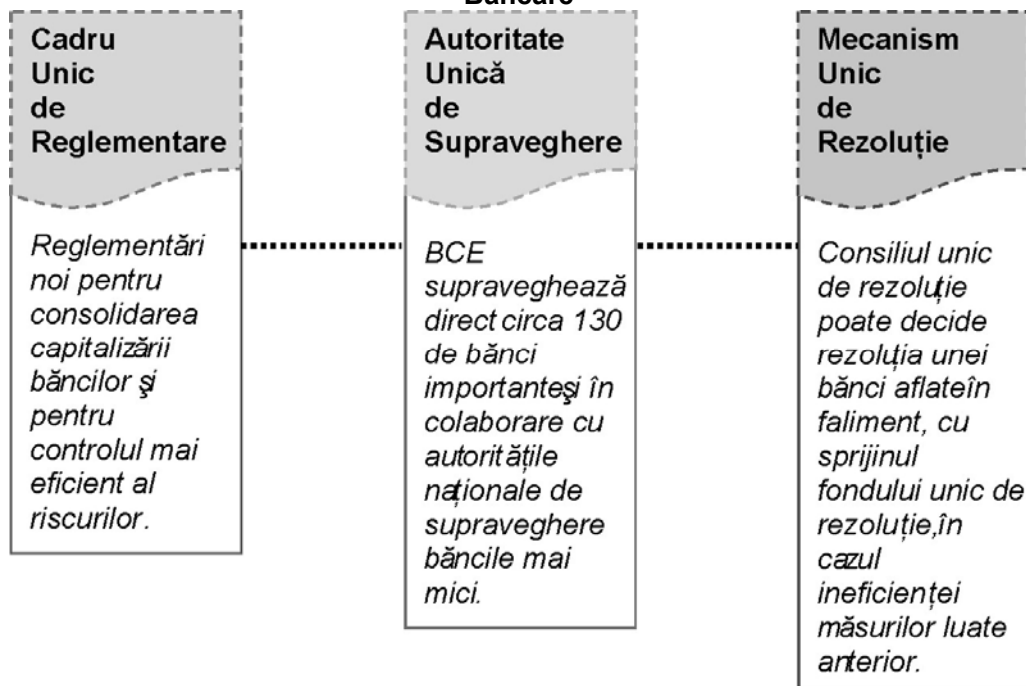 Bancare
Cadru
Unic
de
Reglementare
Reglementări
noi pentru
consolidarea
capitalizării
băncilor şi
pentru
controlul mai
eficient al
riscurilor.
Autoritate
Unică
de
Supraveghere
BCE
supraveghează
direct circa 130
de bănci
importanteşi în
colaborare cu
autoritățile
naționale de
supraveghere
băncile mai
mici.
Mecanism
Unic
de
Rezoluție
Consiliul unic
de rezoluție
poate decide
rezoluția unei
bănci aflateîn
faliment, cu
sprijinul
fondului unic de
rezoluție,în
cazul
ineficienței
măsurilor luate
anterior.